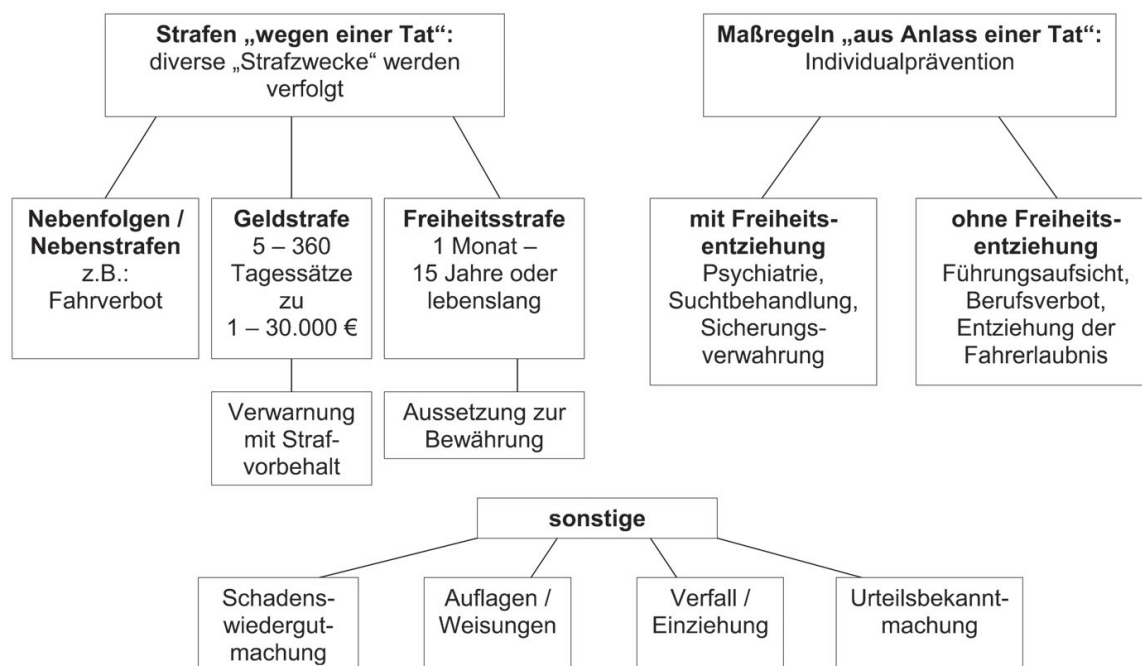 Strafen „wegen einer Tat“:
diverse „Strafzwecke“ werden
verfolgt
Maßregeln „aus Anlass einer Tat“:
Individualprävention
Nebenfolgen /
Nebenstrafen
z.B.:
Fahrverbot
Geldstrafe
5 – 360
Tagessätze
zu
1 – 30.000 €
Freiheitsstrafe
1 Monat –
15 Jahre oder
lebenslang
mit Freiheits-
entziehung
Psychiatrie,
Suchtbehandlung,
Sicherungs-
verwahrung
ohne Freiheits-
entziehung
Führungsaufsicht,
Berufsverbot,
Entziehung der
Fahrerlaubnis
Verwarnung
mit Straf-
vorbehalt
Aussetzung zur
Bewährung
sonstige
Schadens-
wiedergut-
machung
Auflagen /
Weisungen
Verfall /
Einziehung
Urteilsbekannt-
machung